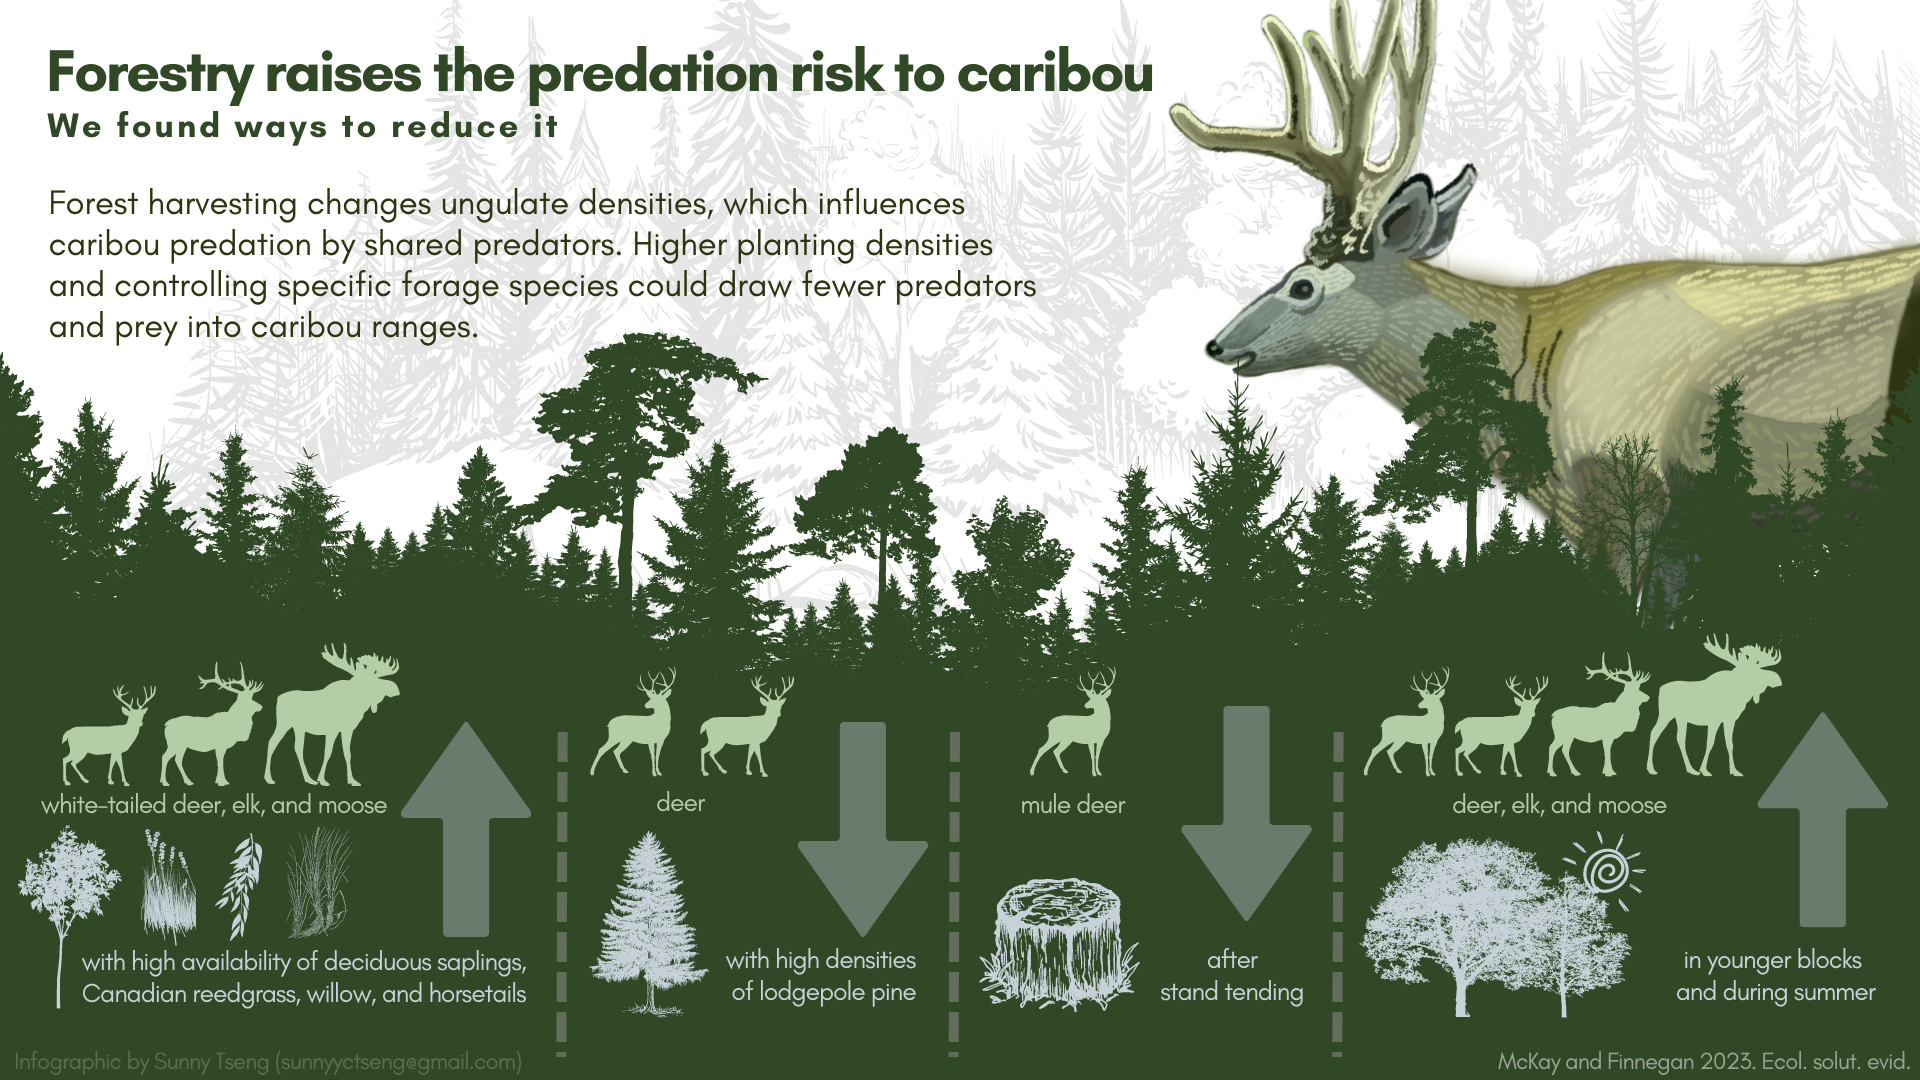 Forestry raises the predation risk to caribou
We found ways to reduce it
Forest harvesting changes ungulate densities, which influences
caribou predation by shared predators. Higher planting densities
and controlling specific forage species could draw fewer predators
and prey into caribou ranges.
white-tailed deer, elk, and moose
with high availability of deciduous saplings,
Canadian reedgrass, willow, and horsetails
deer
with high densities
of lodgepole pine
mule deer
after
stand tending
deer, elk, and moose
in younger blocks
and during summer
Infographic by Sunny Tseng (sunnyyctseng@gmail.com)
McKay and Finnegan 2023. Ecol. solut. evid.